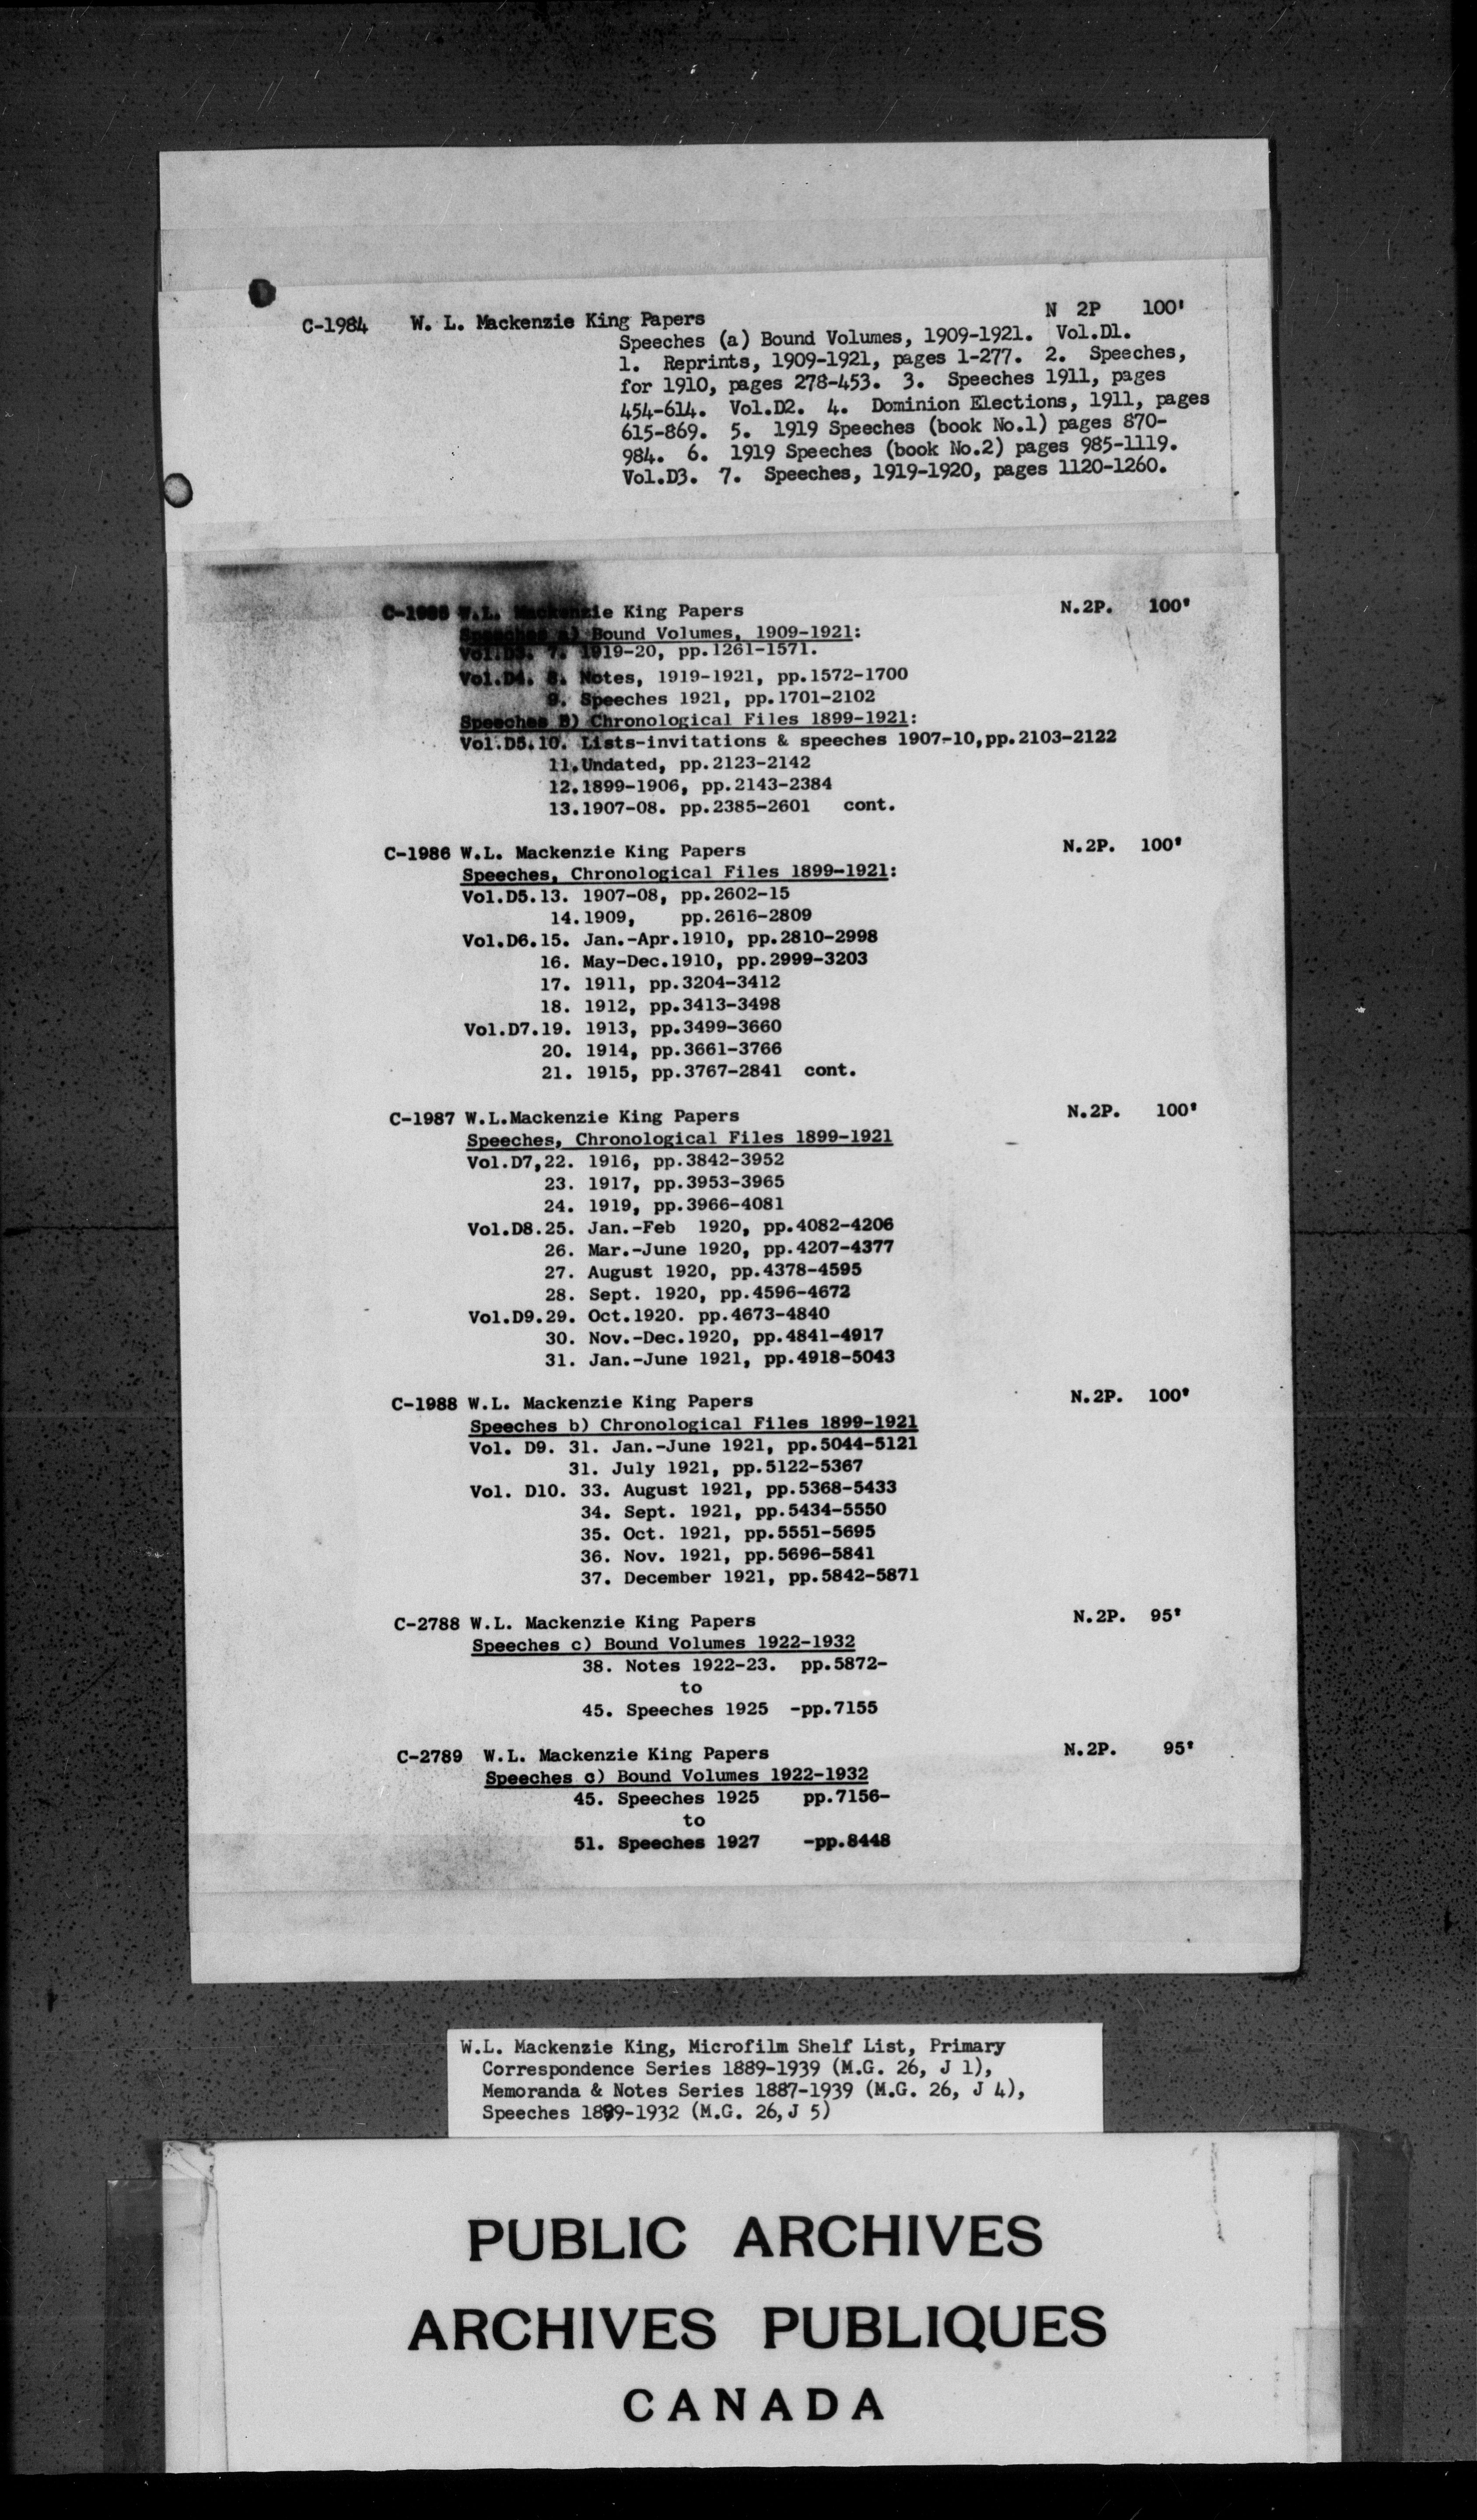 C-1984 W. L. Mackenzie King Papers N 2P 100'
Speeches (a) Bound Volumes, 1909-1921. Vol.D1.
1. Reprints, 1909-1921, pages 1-277. 2. Speeches,
for 1910, pages 278-453. 3. Speeches 1911, pages
454-614. Vol.D2. 4. Dominion Elections, 1911, pages
615-869. 5. 1919 Speeches (book No.1) pages 870-
984. 6. 1919 Speeches (book No.2) pages 985-1119.
Vol.D3. 7. Speeches, 1919-1920, pages 1120-1260.
C-1985 W.L. Mackenzie King Papers N.2P. 100'
Speeches a) Bound Volumes, 1909-1921:
Vol.D3. 7. 1919-20, pp.1261-1571.
Vol.D4. 8. Notes, 1919-1921, pp.1572-1700
9. Speeches 1921, pp.1701-2102
Speeches B) Chronological Files 1899-1921:
Vol.D5.10. Lists-invitations & speeches 1907-10,pp.2103-2122
11.Undated, pp.2123-2142
12.1899-1906, pp.2143-2384
13.1907-08. pp.2385-2601 cont.
C-1986 W.L. Mackenzie King Papers N.2P. 100'
Speeches, Chronological Files 1899-1921:
Vol.D5.13. 1907-08, pp.2602-15
14.1909, pp.2616-2809
Vol.D6.15. Jan.-Apr.1910, pp.2810-2998
16. May-Dec.1910, pp.2999-3203
17. 1911, pp.3204-3412
18. 1912, pp.3413-3498
Vol.D7.19. 1913, pp.3499-3660
20. 1914, pp.3661-3766
21. 1915, pp.3767-2841 cont.
C-1987 W.L.Mackenzie King Papers N.2P. 100'
Speeches, Chronological Files 1899-1921
Vol.D7,22. 1916, pp.3842-3952
23. 1917, pp.3953-3965
24. 1919, pp.3966-4081
Vol.D8.25. Jan.-Feb 1920, pp.4082-4206
26. Mar.-June 1920, pp.4207-4377
27. August 1920, pp.4378-4595
28. Sept. 1920, pp.4596-4672
Vol.D9.29. Oct.1920. pp.4673-4840
30. Nov.-Dec.1920, pp.4841-4917
31. Jan.-June 1921, pp.4918-5043
C-1988 W.L. Mackenzie King Papers N.2P. 100'
Speeches b) Chronological Files 1899-1921
Vol. D9. 31. Jan.-June 1921, pp.5044-5121
31. July 1921, pp.5122-5367
Vol. D10. 33. August 1921, pp.5368-5433
34. Sept. 1921, pp.5434-5550
35. Oct. 1921, pp.5551-5695
36. Nov. 1921, pp.5696-5841
37. December 1921, pp.5842-5871
C-2788 W.L. Mackenzie King Papers N.2P. 95'
Speeches c) Bound Volumes 1922-1932
38. Notes 1922-23. pp.5872-
to
45. Speeches 1925 -pp.7155
C-2789 W.L. Mackenzie King Papers N.2P. 95'
Speeches c) Bound Volumes 1922-1932
45. Speeches 1925 pp.7156-
to
51. Speeches 1927 -pp.8448
W.L. Mackenzie King, Microfilm Shelf List, Primary
Correspondence Series 1889-1939 (M.G. 26, J 1),
Memoranda & Notes Series 1887-1939 (M.G. 26, J 4),
Speeches 1899-1932 (M.G. 26,J 5)
PUBLIC ARCHIVES
ARCHIVES PUBLIQUES
CANADA